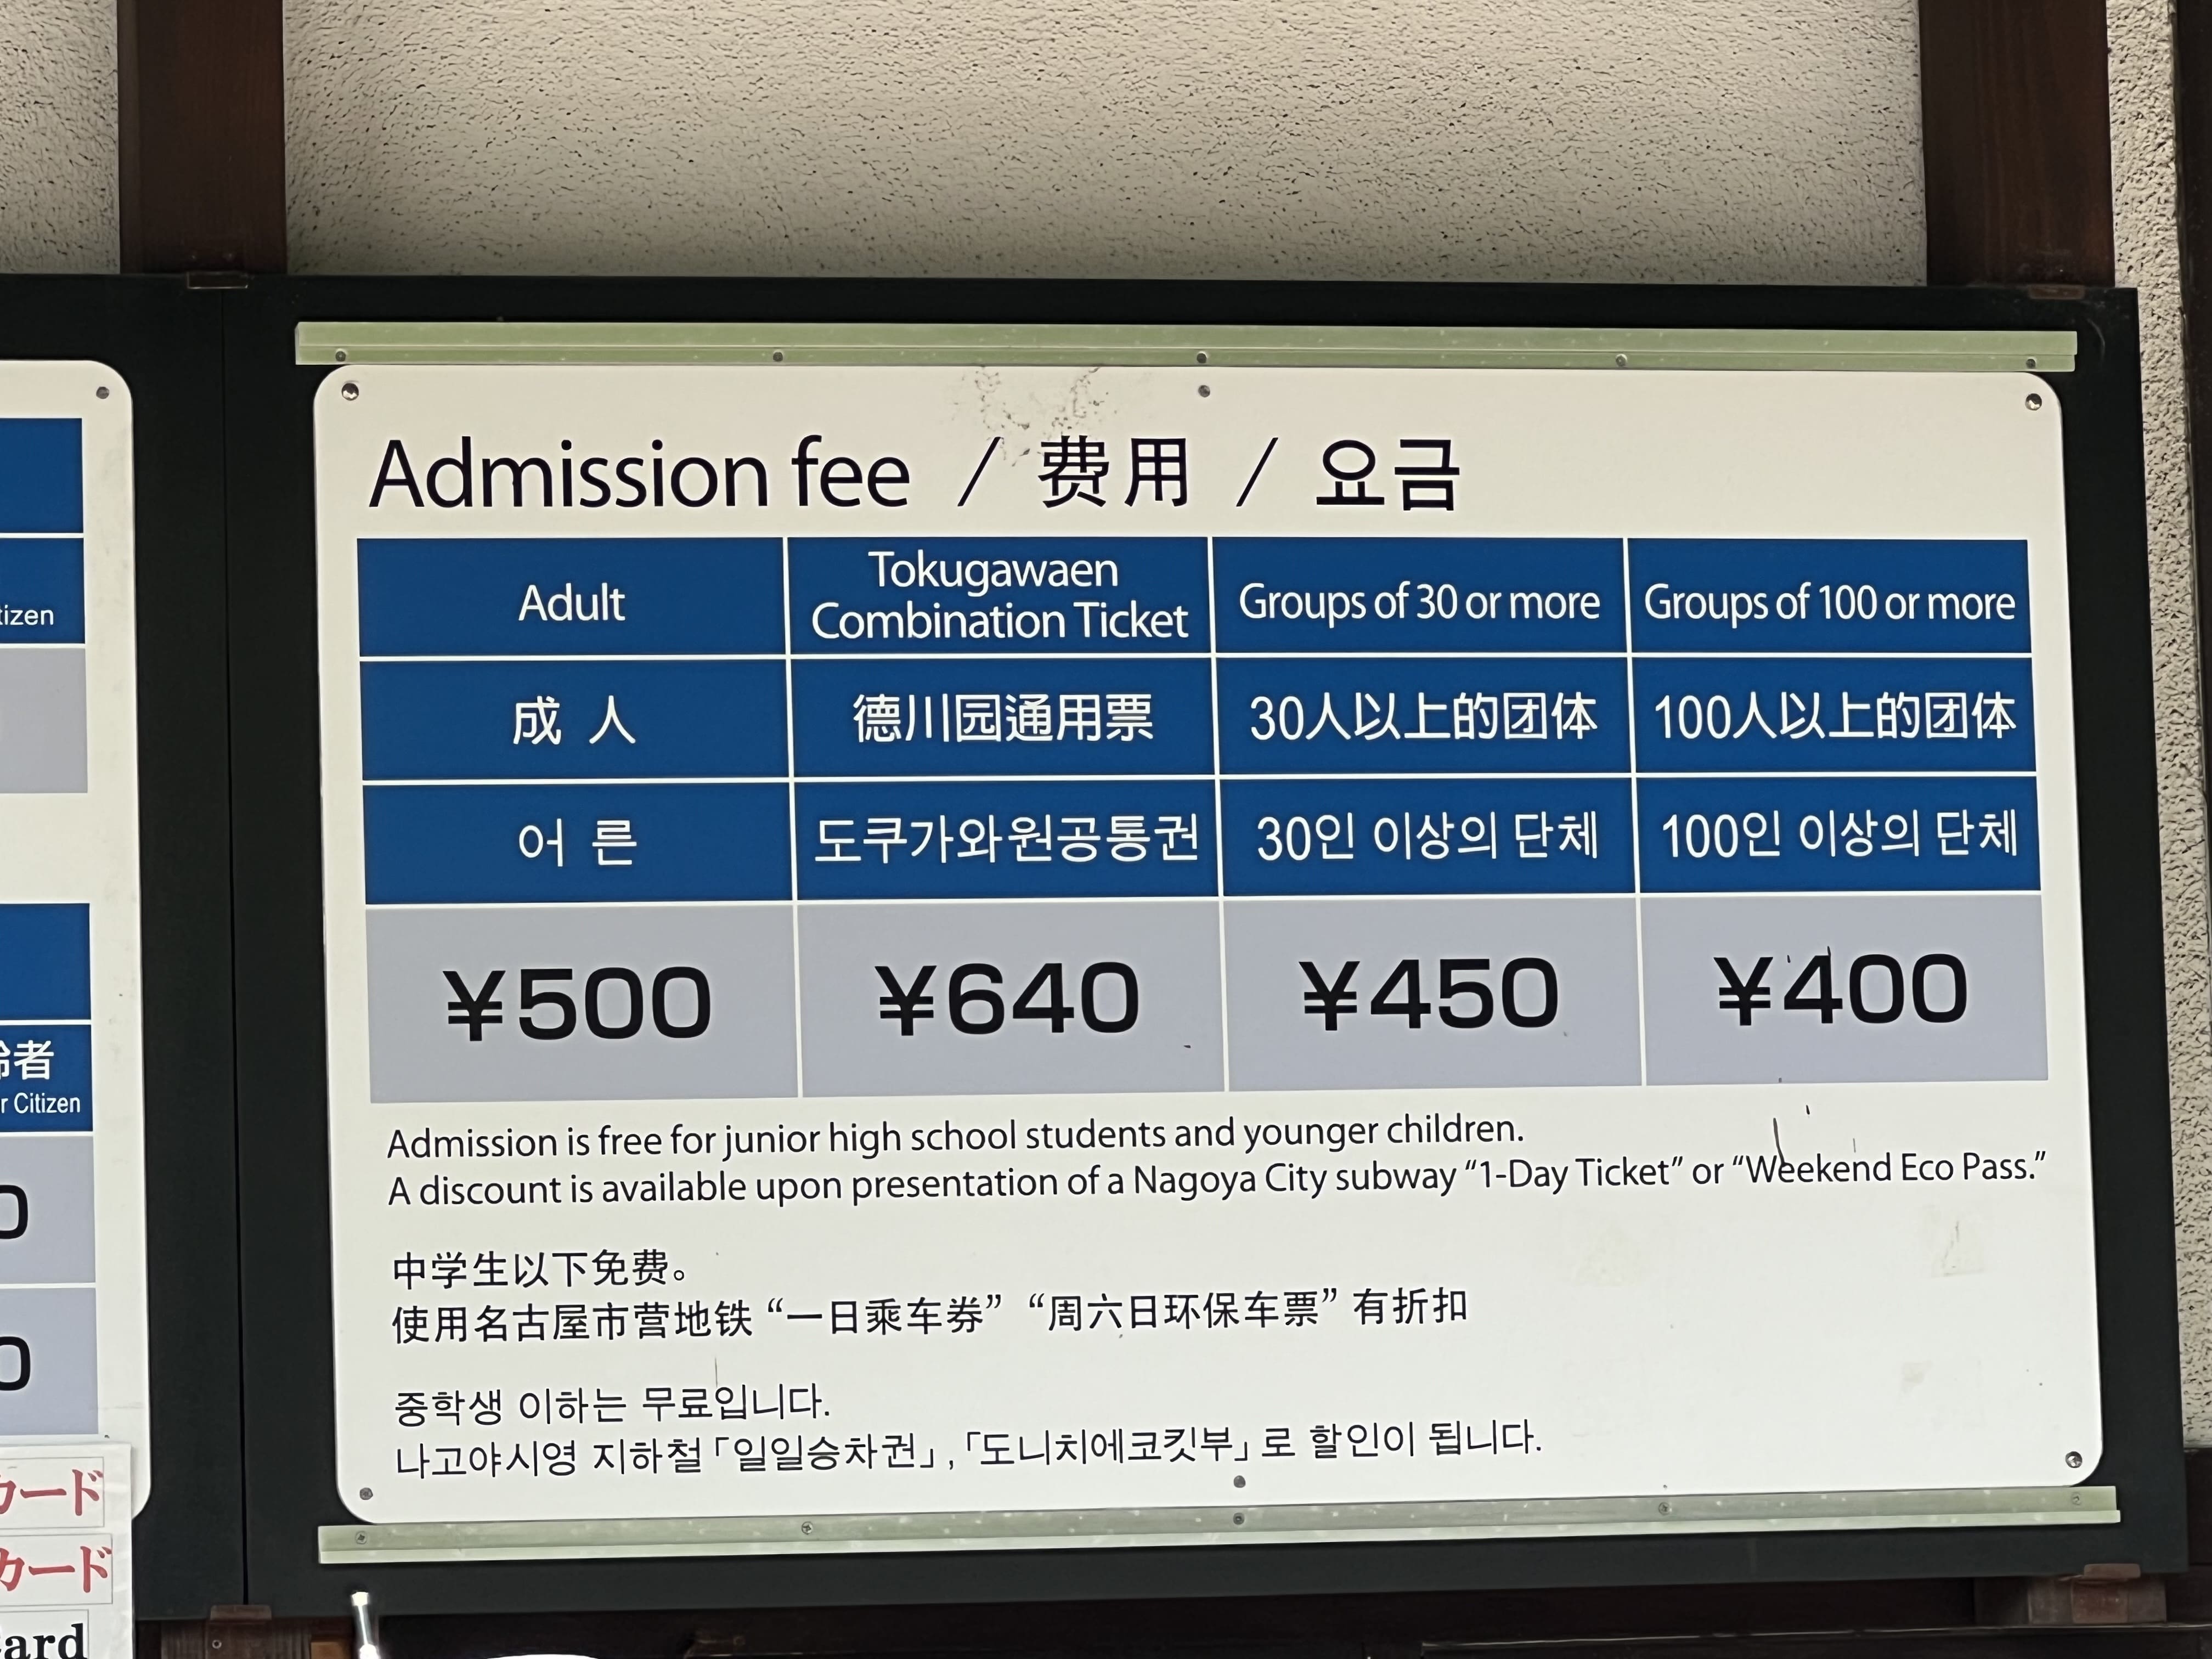 Admission fee / 费用 / 요금
Adult
Tokugawaen
Combination Ticket
Groups of 30 or more
Groups of 100 or more
成 人
德川园通用票
30人以上的团体
100人以上的团体
어 른
도쿠가와원공통권
30인 이상의 단체
100인 이상의 단체
¥500
¥640
¥450
¥400
Admission is free for junior high school students and younger children.
A discount is available upon presentation of a Nagoya City subway “1-Day Ticket” or “Weekend Eco Pass.”
中学生以下免费。
使用名古屋市营地铁 “一日乘车券” “周六日环保车票” 有折扣
중학생 이하는 무료입니다.
나고야시영 지하철「일일승차권」,「도니치에코킷부」로 할인이 됩니다.
Citizen
カード
カード